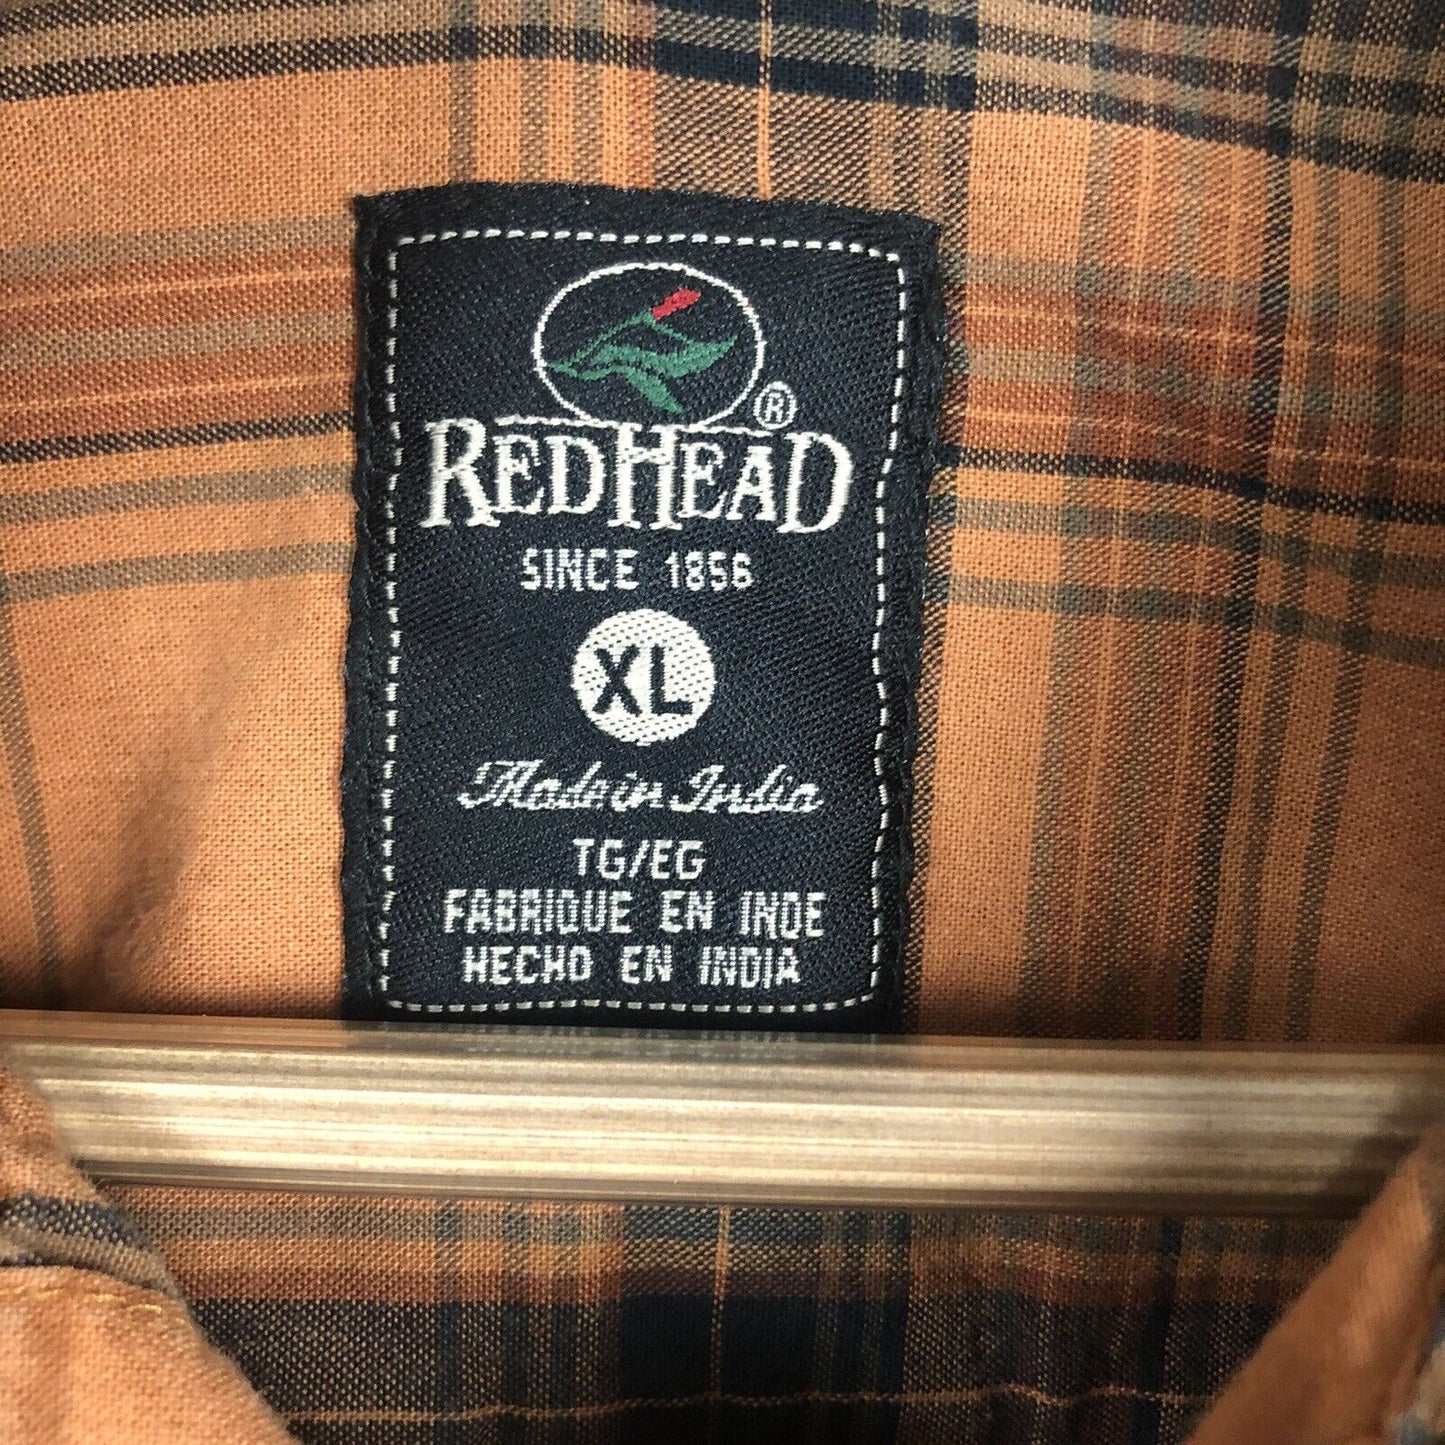 REDHEAD®
SINCE 1856
XL
Made in India
TG/EG
FABRIQUE EN INDE
HECHO EN INDIA